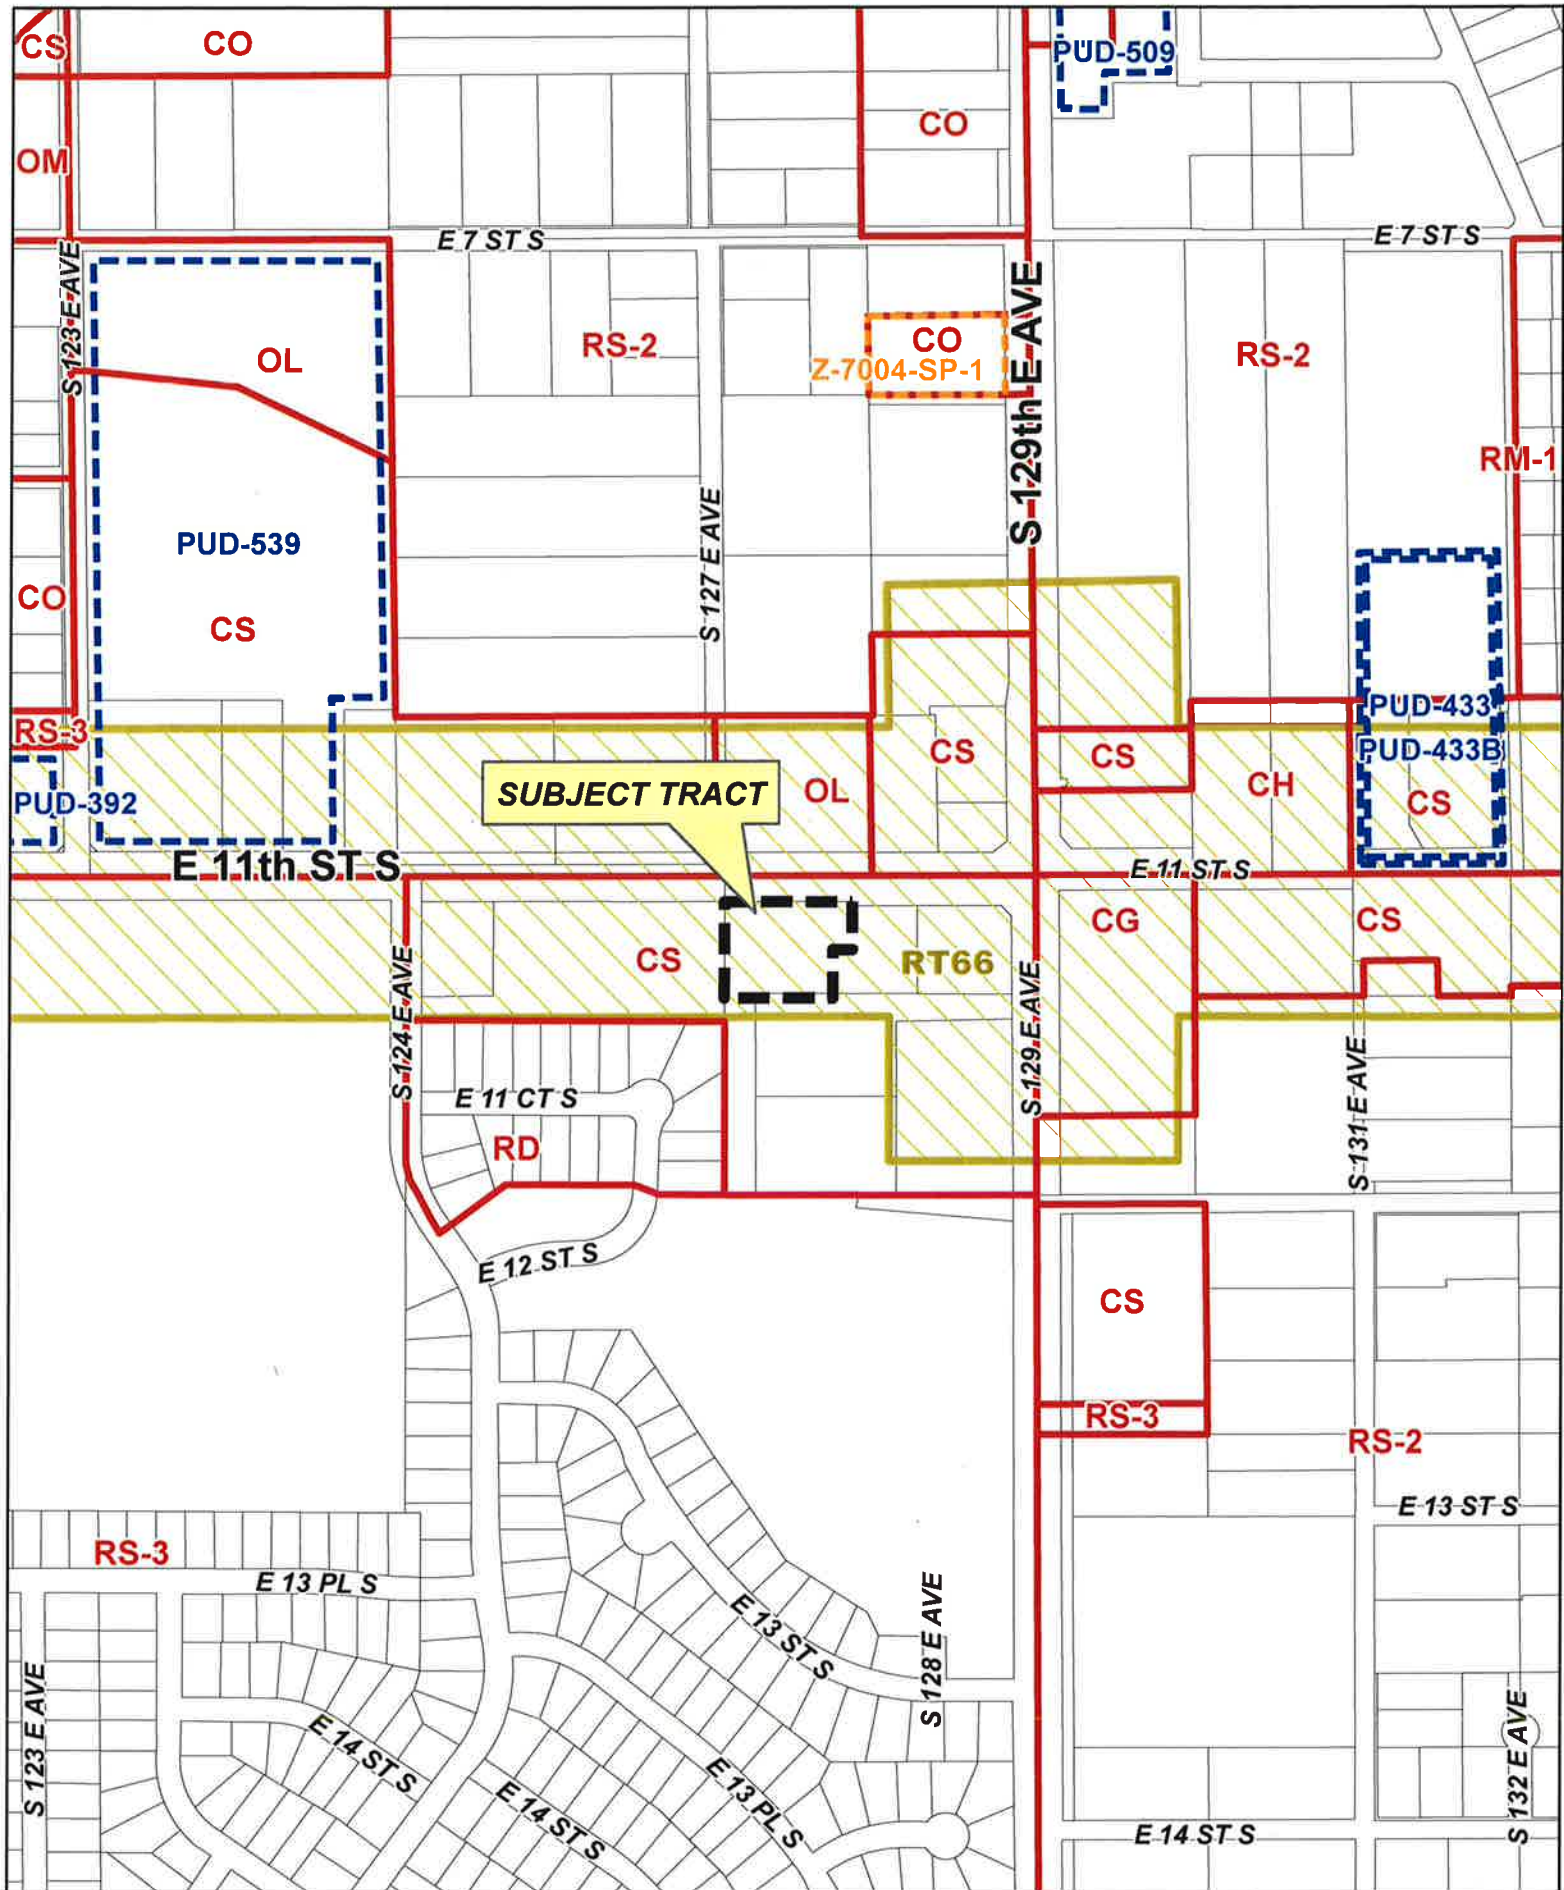 CS
CO
PUD-509
CO
OM
E 7 ST S
E 7 ST S
S 123 E AVE
OL
RS-2
CO
Z-7004-SP-1
S 129th E AVE
RS-2
RM-1
PUD-539
S 127 E AVE
CO
CS
RS-3
PUD-433
CS
CS
PUD-433B
PUD-392
SUBJECT TRACT
OL
CH
CS
E 11th ST S
E 11 ST S
CG
CS
CS
RT66
S 124 E AVE
S 129 E AVE
E 11 CT S
S 131 E AVE
RD
E 12 ST S
CS
RS-3
RS-2
E 13 ST S
RS-3
E 13 PL S
E 13 ST S
S 128 E AVE
S 123 E AVE
E 14 ST S
E 14 ST S
E 13 PL S
E 14 ST S
S 132 E AVE